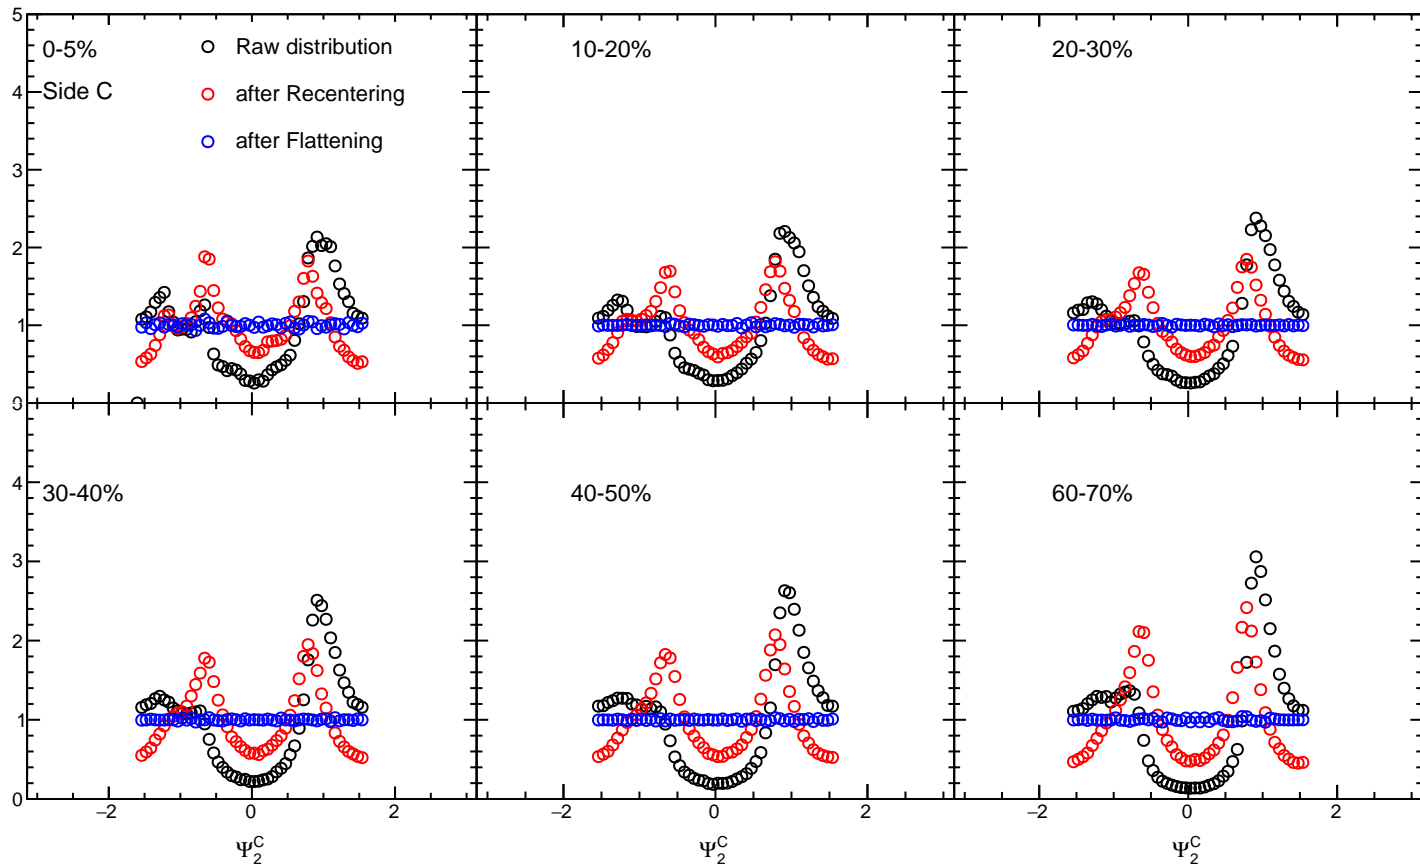 5
4
3
2
1
0
0-5%
Side C
Raw distribution
after Recentering
after Flattening
10-20%
20-30%
4
3
2
1
0
30-40%
40-50%
60-70%
−2 0 2
−2 0 2
−2 0 2
Ψ₂ᶜ
Ψ₂ᶜ
Ψ₂ᶜ